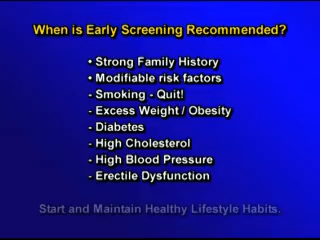 When is Early Screening Recommended?
• Strong Family History
• Modifiable risk factors
- Smoking - Quit!
- Excess Weight / Obesity
- Diabetes
- High Cholesterol
- High Blood Pressure
- Erectile Dysfunction
Start and Maintain Healthy Lifestyle Habits.